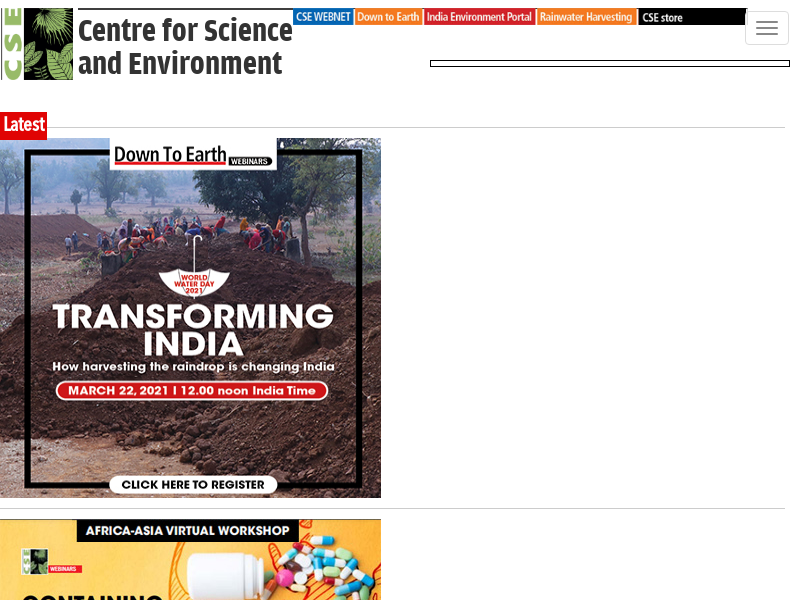 CSE
Centre for Science
and Environment
CSE WEBNET
Down to Earth
India Environment Portal
Rainwater Harvesting
CSE store
Latest
Down To Earth
WEBINARS
WORLD
WATER DAY
2021
TRANSFORMING
INDIA
How harvesting the raindrop is changing India
MARCH 22, 2021 I 12.00 noon India Time
CLICK HERE TO REGISTER
AFRICA-ASIA VIRTUAL WORKSHOP
CSE
WEBINARS
CONTAINING